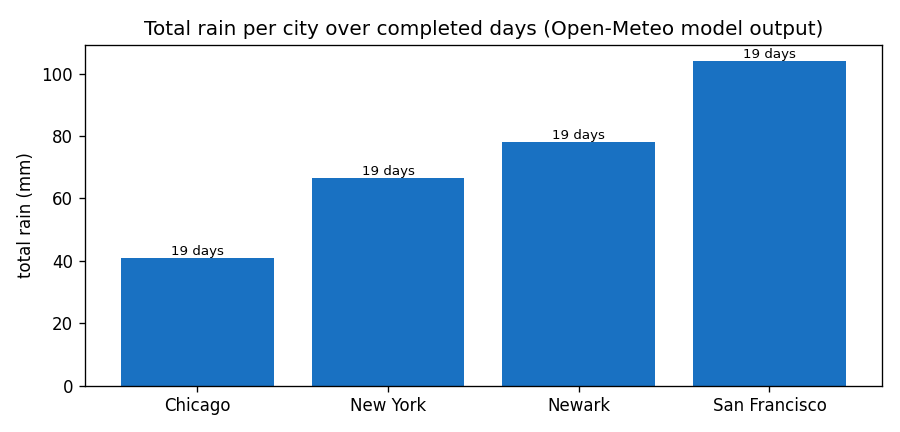 Total rain per city over completed days (Open-Meteo model output)
total rain (mm)
100
80
60
40
20
0
19 days
19 days
19 days
19 days
Chicago
New York
Newark
San Francisco